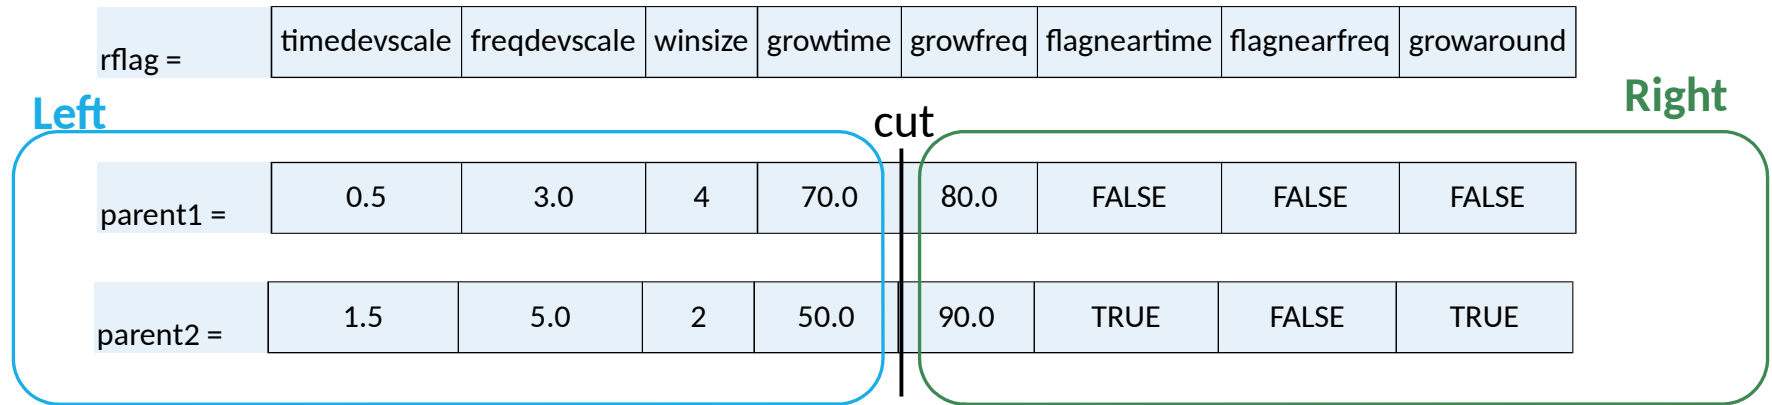 rflag = timedevscale freqdevscale winsize growtime growfreq flagneartime flagnearfreq growaround
Left cut Right
parent1 = 0.5 3.0 4 70.0 80.0 FALSE FALSE FALSE
parent2 = 1.5 5.0 2 50.0 90.0 TRUE FALSE TRUE